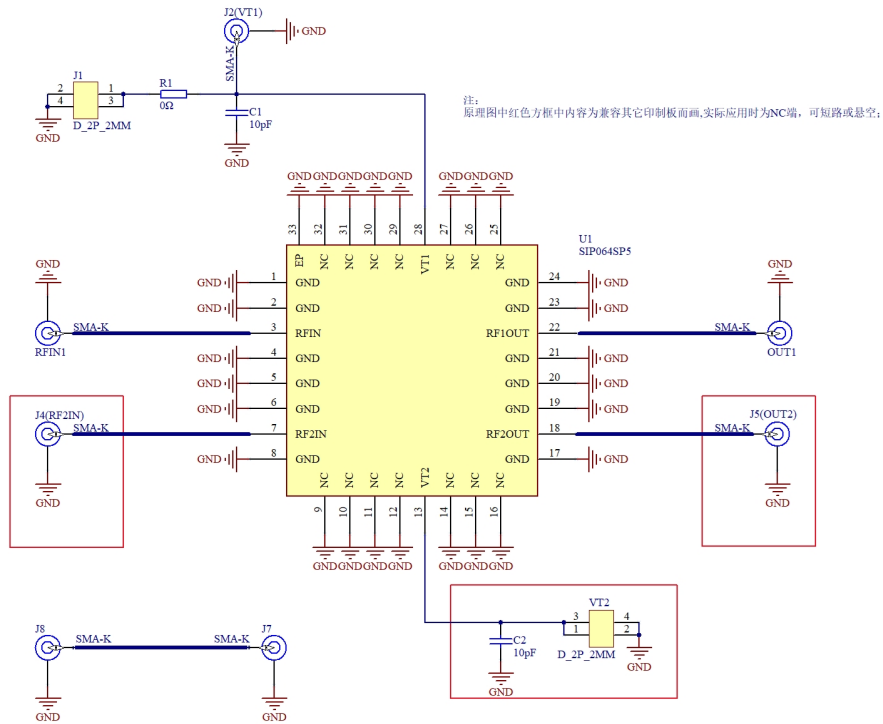 J2(VT1)
GND
SMA-K
J1
2
4
1
3
D_2P_2MM
GND
R1
0Ω
C1
10pF
GND
注:
原理图中红色方框中内容为兼容其它印制板而画,实际应用时为NC端，可短路或悬空;
GND GND GND GND GND GND GND GND
33 32 31 30 29 28 27 26 25
EP NC NC NC NC VT1 NC NC NC
U1
SIP064SP5
GND 1 GND
GND 2 GND
3 RFIN
GND 4 GND
GND 5 GND
GND 6 GND
7 RF2IN
GND 8 GND
GND 24 GND
GND 23 GND
RF1OUT 22
GND 21 GND
GND 20 GND
GND 19 GND
RF2OUT 18
GND 17 GND
GND
SMA-K
RFIN1
GND
SMA-K
OUT1
J4(RF2IN)
SMA-K
GND
J5(OUT2)
SMA-K
GND
NC NC NC NC VT2 NC NC NC
9 10 11 12 13 14 15 16
GND GND GND GND GND GND GND
C2
10pF
GND
VT2
3
1
4
2
D_2P_2MM
GND
J8
SMA-K
SMA-K
J7
GND
GND